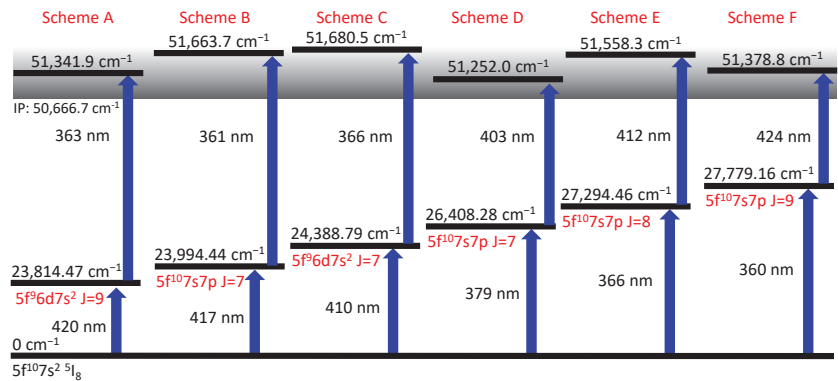 Scheme A
Scheme B
Scheme C
Scheme D
Scheme E
Scheme F
51,341.9 cm⁻¹
51,663.7 cm⁻¹
51,680.5 cm⁻¹
51,252.0 cm⁻¹
51,558.3 cm⁻¹
51,378.8 cm⁻¹
IP: 50,666.7 cm⁻¹
363 nm
361 nm
366 nm
403 nm
412 nm
424 nm
23,814.47 cm⁻¹
23,994.44 cm⁻¹
24,388.79 cm⁻¹
26,408.28 cm⁻¹
27,294.46 cm⁻¹
27,779.16 cm⁻¹
5f⁹6d7s² J=9
5f¹⁰7s7p J=7
5f⁹6d7s² J=7
5f¹⁰7s7p J=7
5f¹⁰7s7p J=8
5f¹⁰7s7p J=9
420 nm
417 nm
410 nm
379 nm
366 nm
360 nm
0 cm⁻¹
5f¹⁰7s² ⁵I₈